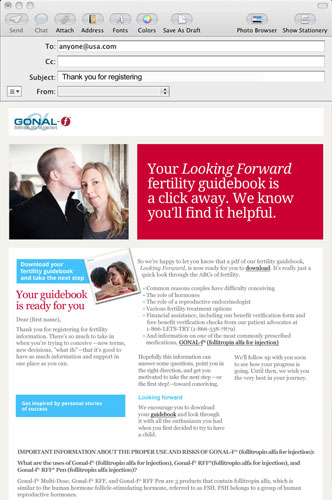 Send Chat Attach Address Fonts Colors Save As Draft Photo Browser Show Stationery
To: anyone@usa.com
Cc:
Subject: Thank you for registering
From:
GONAL-f
Your Looking Forward
fertility guidebook is
a click away. We know
you'll find it helpful.
Download your
fertility guidebook
and take the next step
Your guidebook
is ready for you
Dear {first name},
Thank you for registering for fertility
information. There's so much to take in
when you're trying to conceive—new terms,
new decisions, "what ifs"—that it's good to
have as much information and support in
one place as you can.
Get inspired by personal stories
of success
So we're happy to let you know that a pdf of our fertility guidebook,
Looking Forward, is now ready for you to download. It's really just a
quick look through the ABCs of fertility.
- Common reasons couples have difficulty conceiving
- The role of hormones
- The role of a reproductive endocrinologist
- Various fertility treatment options
- Financial assistance, including our benefit verification form and
free benefit verification checks from our patient advocates at
1-866-LETS-TRY (1-866-538-7879)
- And information on one of the most commonly prescribed
medications, GONAL-f® (follitropin alfa for injection)
Hopefully this information can
answer some questions, point you in
the right direction, and get you
motivated to take the next step—or
the first step!—toward conceiving.
Looking forward
We encourage you to download
your guidebook and look through
it with all the enthusiasm you had
when you first decided to try to have
a child.
We'll follow up with you soon
to see how your progress is
going. Until then, we wish you
the very best in your journey.
IMPORTANT INFORMATION ABOUT THE PROPER USE AND RISKS OF GONAL-f® (follitropin alfa for injection):
What are the uses of Gonal-f® (follitropin alfa for injection), Gonal-f® RFF*(follitropin alfa for injection), and
Gonal-f® RFF* Pen (follitropin alfa injection)?
Gonal-f® Multi-Dose, Gonal-f® RFF, and Gonal-f® RFF Pen are 3 products that contain follitropin alfa, which is
similar to the human hormone follicle-stimulating hormone, referred to as FSH. FSH belongs to a group of human
reproductive hormones.